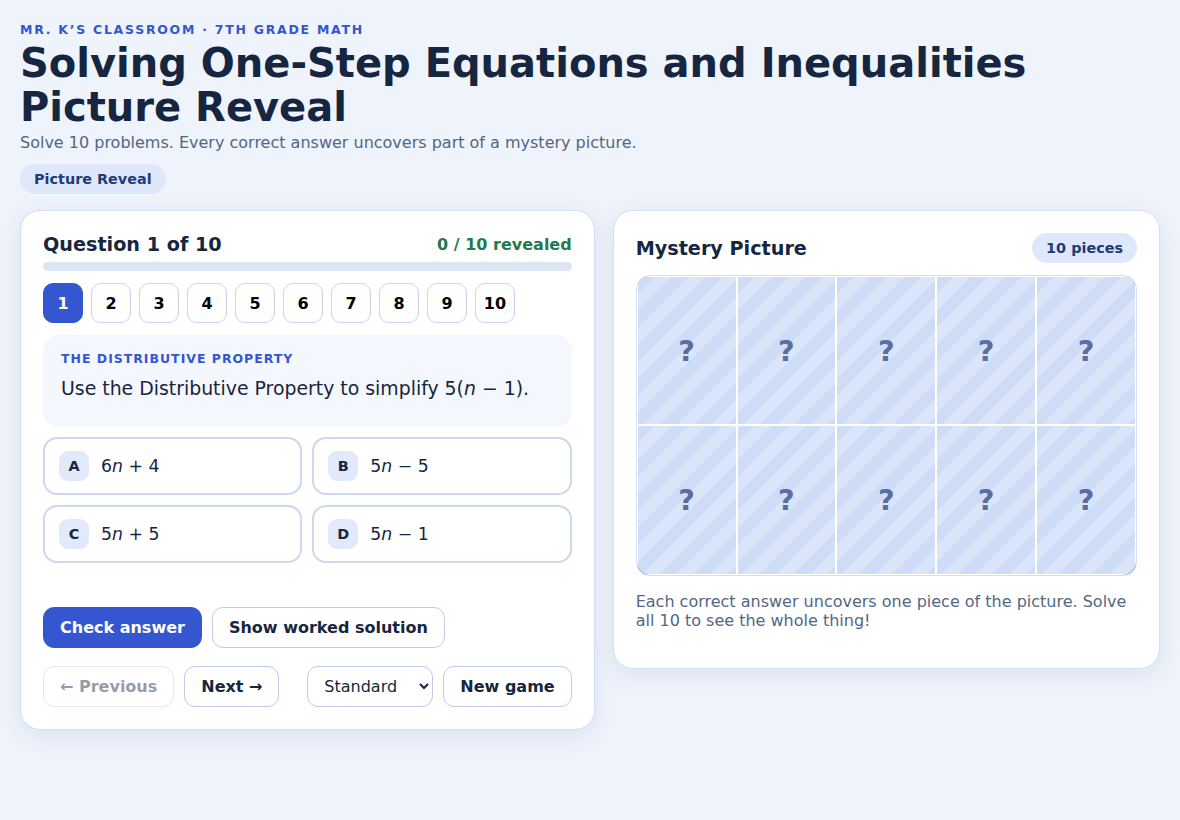 MR. K’S CLASSROOM · 7TH GRADE MATH
Solving One-Step Equations and Inequalities
Picture Reveal
Solve 10 problems. Every correct answer uncovers part of a mystery picture.
Picture Reveal
Question 1 of 10
0 / 10 revealed
1 2 3 4 5 6 7 8 9 10
THE DISTRIBUTIVE PROPERTY
Use the Distributive Property to simplify 5(n − 1).
A 6n + 4
B 5n − 5
C 5n + 5
D 5n − 1
Check answer
Show worked solution
← Previous
Next →
Standard
New game
Mystery Picture
10 pieces
? ? ? ? ?
? ? ? ? ?
Each correct answer uncovers one piece of the picture. Solve
all 10 to see the whole thing!